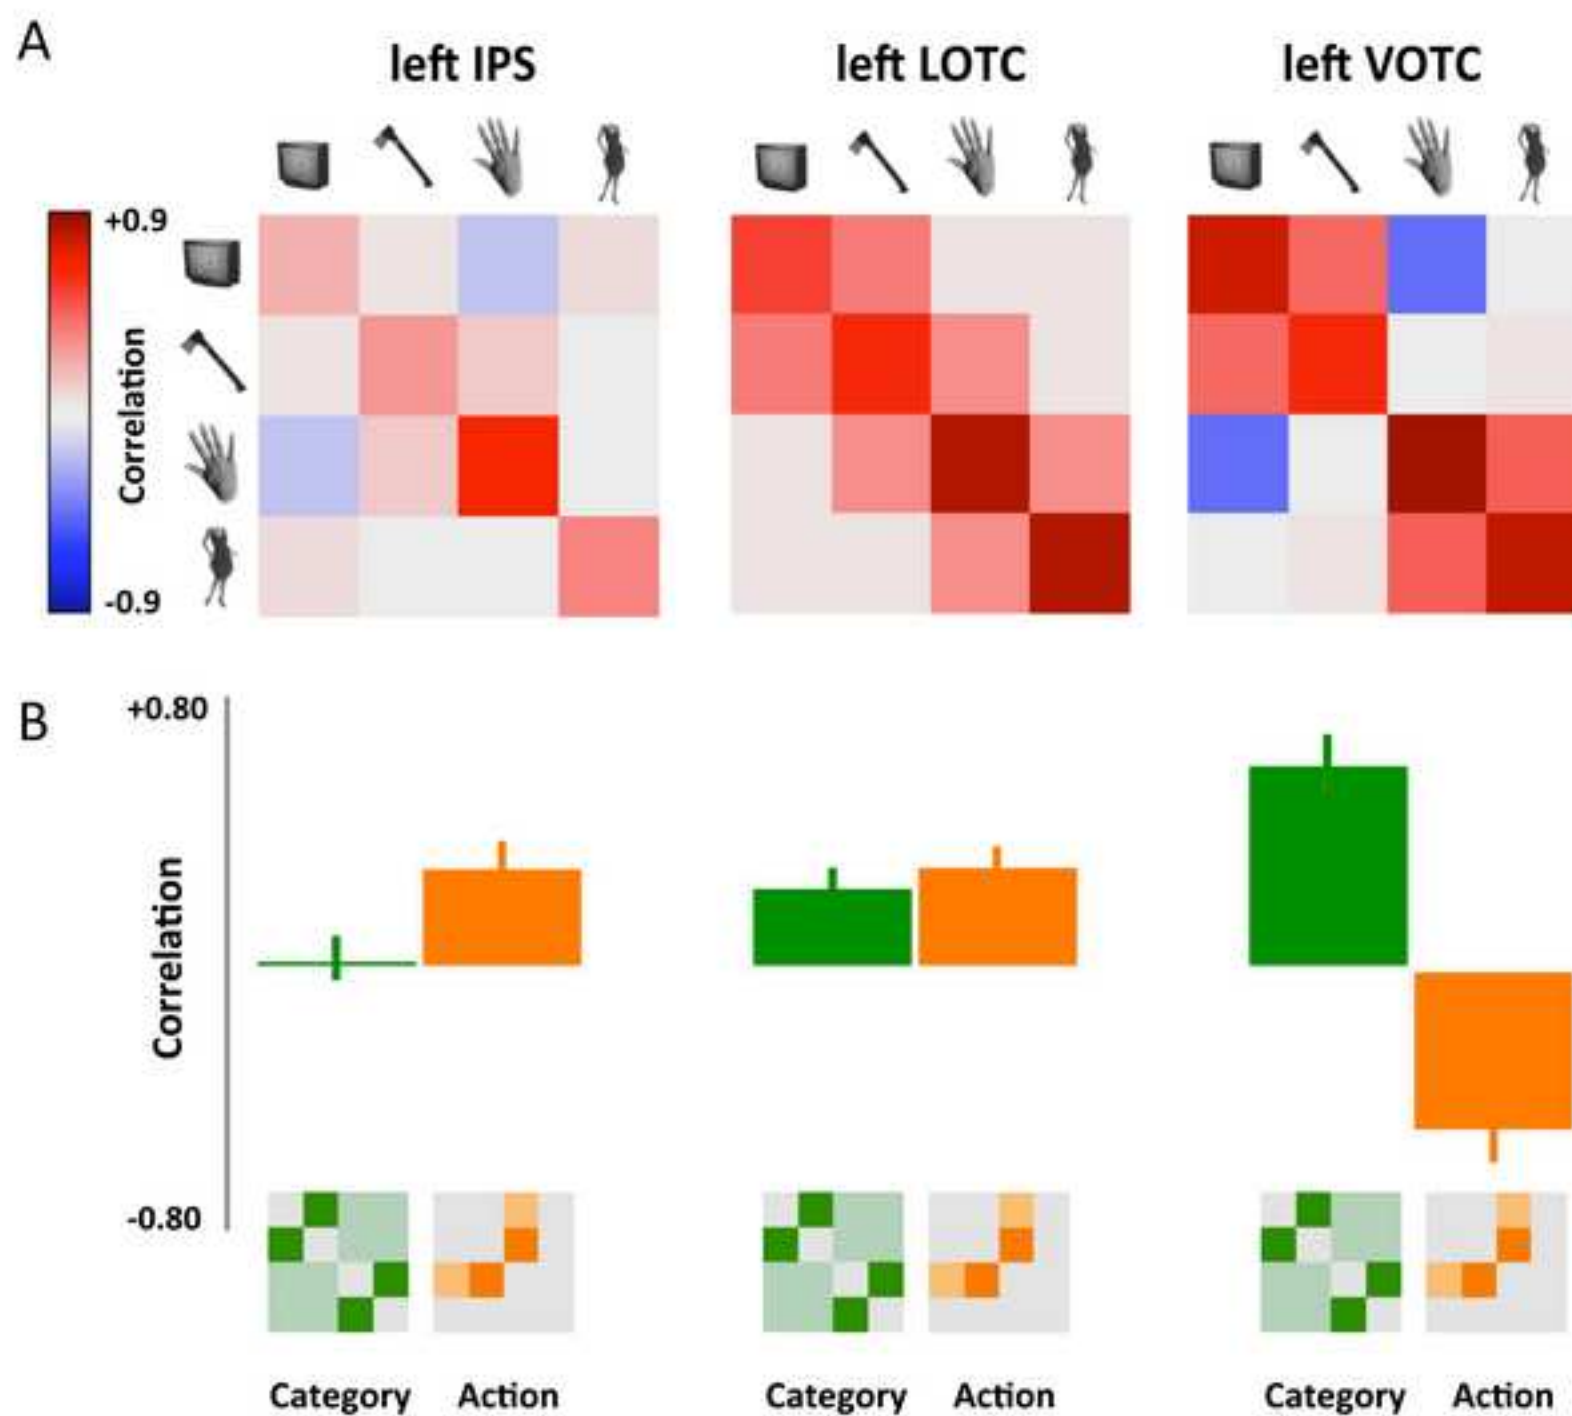 A
left IPS
left LOTC
left VOTC
+0.9
Correlation
-0.9
B
+0.80
Correlation
-0.80
Category Action
Category Action
Category Action